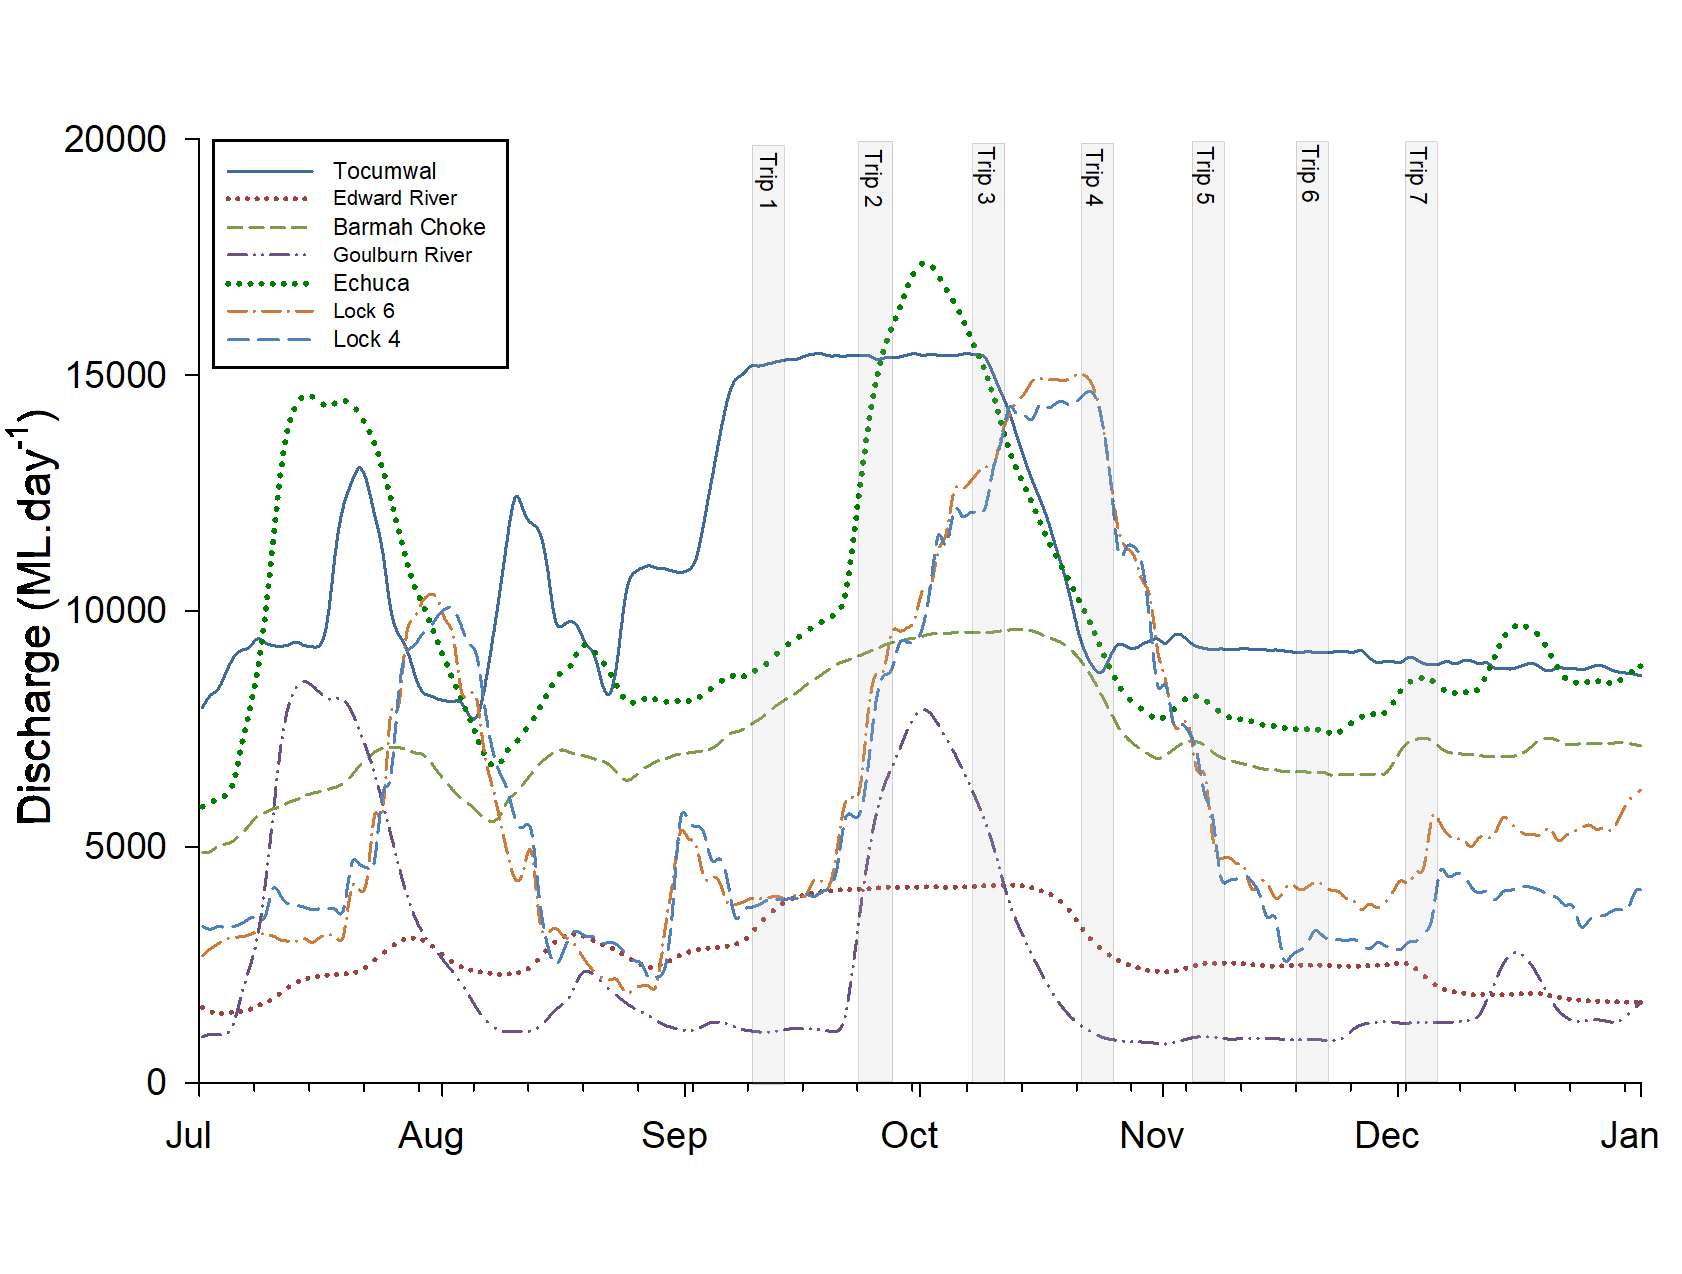 20000
15000
10000
5000
0
Discharge (ML.day-1)
Tocumwal
Edward River
Barmah Choke
Goulburn River
Echuca
Lock 6
Lock 4
Trip 1
Trip 2
Trip 3
Trip 4
Trip 5
Trip 6
Trip 7
Jul
Aug
Sep
Oct
Nov
Dec
Jan